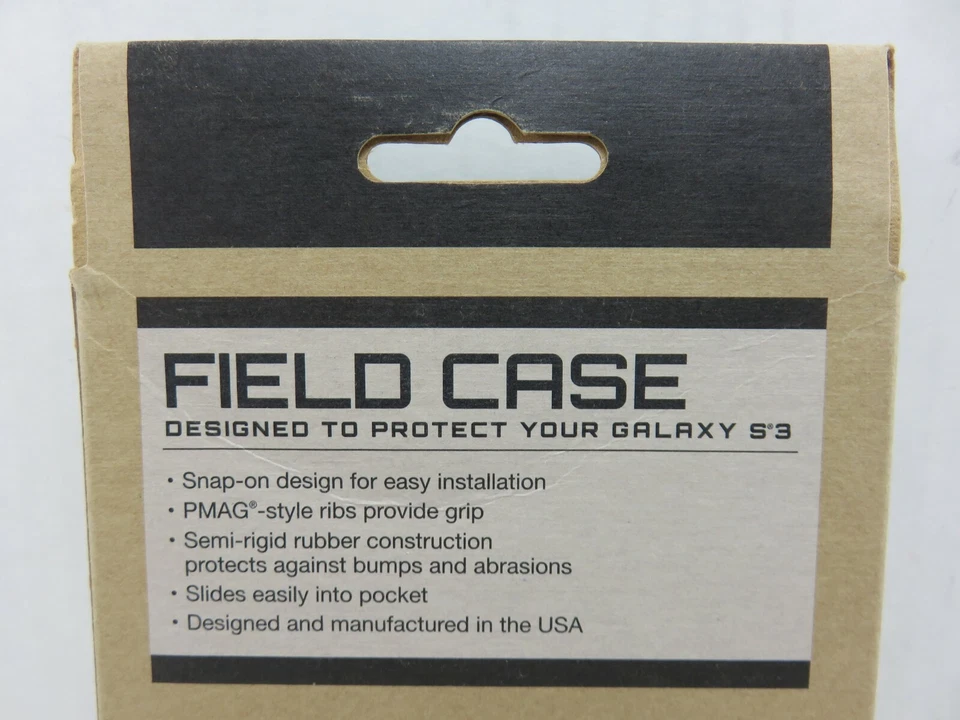 FIELD CASE
DESIGNED TO PROTECT YOUR GALAXY S®3
• Snap-on design for easy installation
• PMAG®-style ribs provide grip
• Semi-rigid rubber construction
protects against bumps and abrasions
• Slides easily into pocket
• Designed and manufactured in the USA